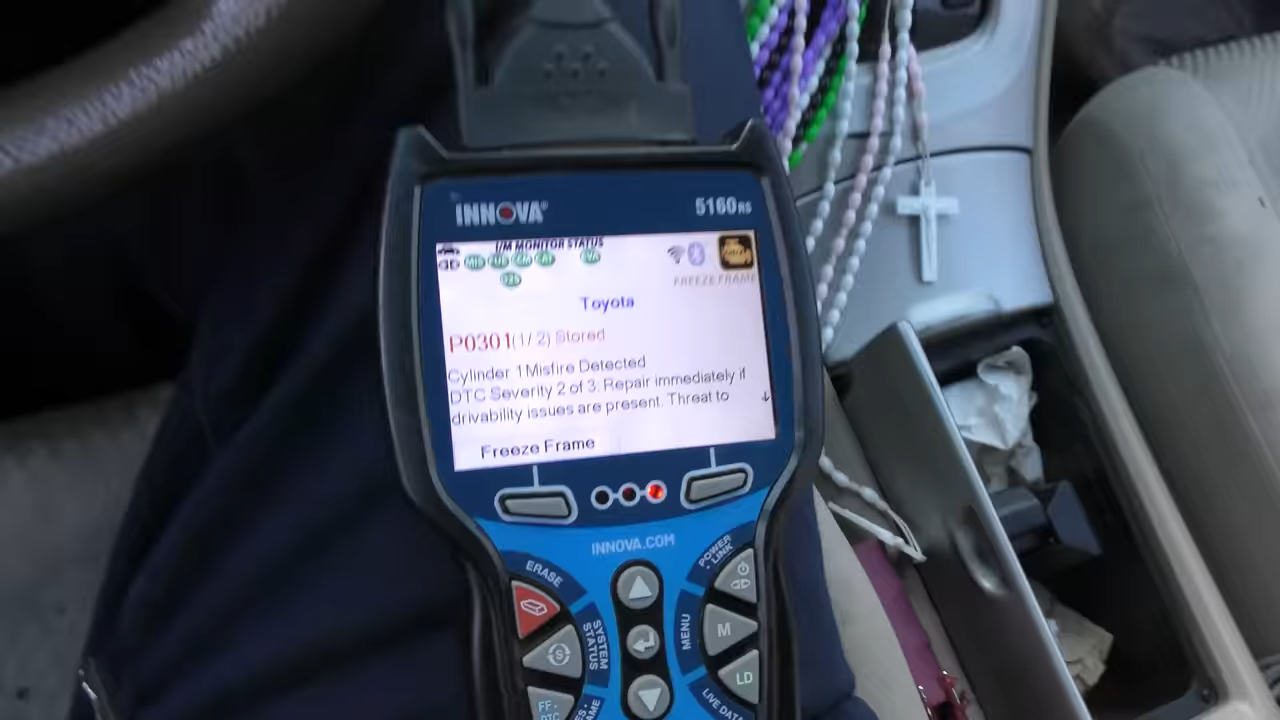 INNOVA
5160RS
I/M MONITOR STATUS
FREEZE FRAME
Toyota
P0301 (1/ 2) Stored
Cylinder 1 Misfire Detected
DTC Severity 2 of 3: Repair immediately if
drivability issues are present. Threat to
Freeze Frame
INNOVA.COM
ERASE
POWER
LINK
SYSTEM
STATUS
MENU
M
S
LD
LIVE DATA
FF -